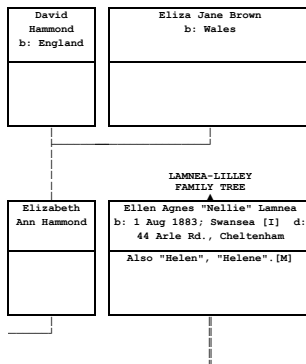 David
Hammond
b: England
Eliza Jane Brown
b: Wales
LAMNEA-LILLEY
FAMILY TREE
Elizabeth
Ann Hammond
Ellen Agnes "Nellie" Lamnea
b: 1 Aug 1883; Swansea [I] d:
44 Arle Rd., Cheltenham
Also "Helen", "Helene".[M]